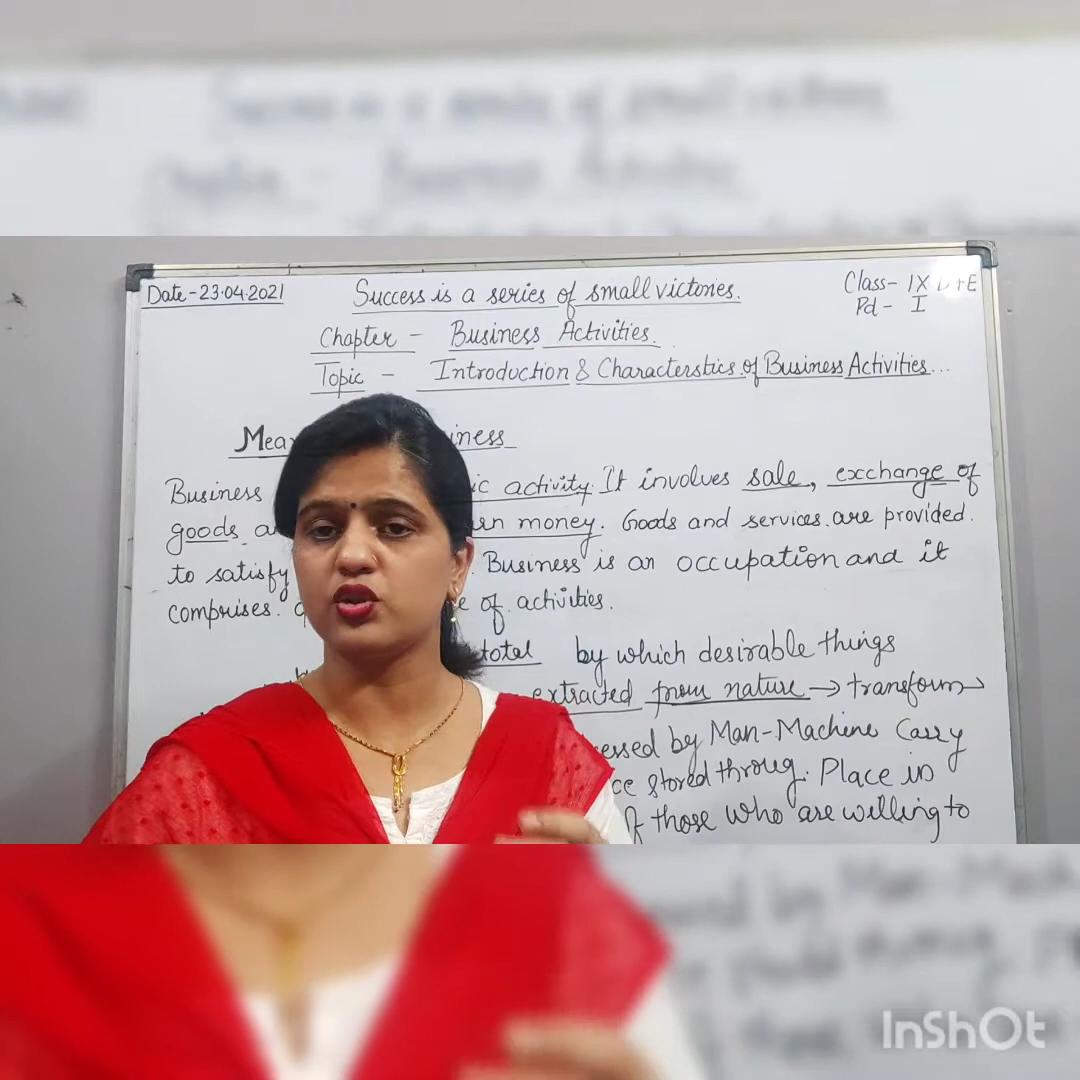 Date-23.04.2021
Success is a series of small victories.
Class- IX +E
Pd- I
Chapter - Business Activities.
Topic - Introduction & Characterstics of Business Activities...
Business activity. It involves sale, exchange of
goods money. Goods and services are provided.
to satisfy Business is an occupation and it
comprises. of activities.
total by which desirable things
extracted from nature → transform
by Man-Machine Carry
stored throug. Place in
those who are willing to
InShOt